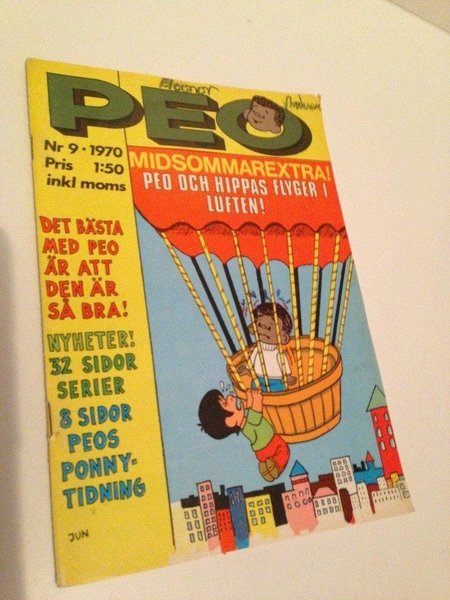 Eleonor
PEO
Nr 9 · 1970
Pris 1:50
inkl moms
MIDSOMMAREXTRA!
PEO OCH HIPPAS FLYGER I
LUFTEN!
DET BÄSTA
MED PEO
ÄR ATT
DEN ÄR
SÅ BRA!
NYHETER!
32 SIDOR
SERIER
8 SIDOR
PEOS
PONNY-
TIDNING
JUN